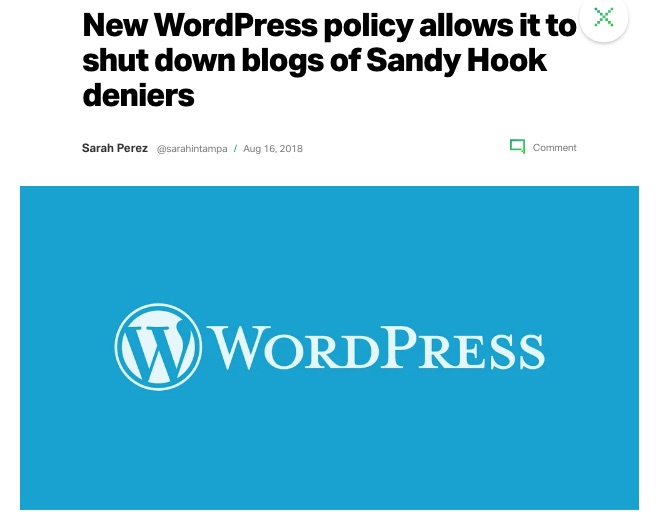 New WordPress policy allows it to
shut down blogs of Sandy Hook
deniers
Sarah Perez @sarahintampa / Aug 16, 2018
Comment
W WORDPRESS